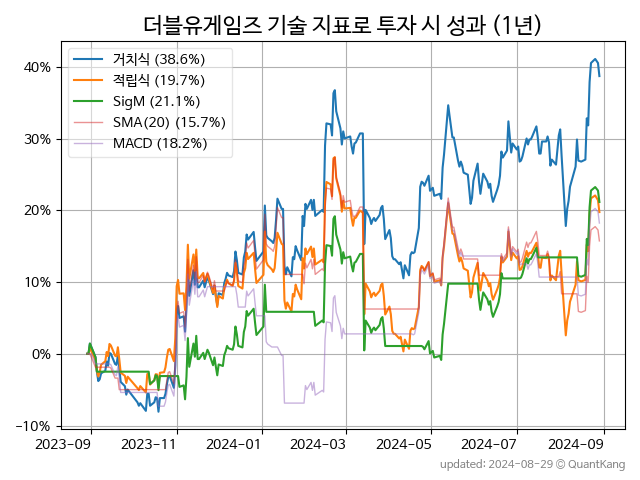 더블유게임즈 기술 지표로 투자 시 성과 (1년)
거치식 (38.6%)
적립식 (19.7%)
SigM (21.1%)
SMA(20) (15.7%)
MACD (18.2%)
40%
30%
20%
10%
0%
-10%
2023-09 2023-11 2024-01 2024-03 2024-05 2024-07 2024-09
updated: 2024-08-29 © QuantKang